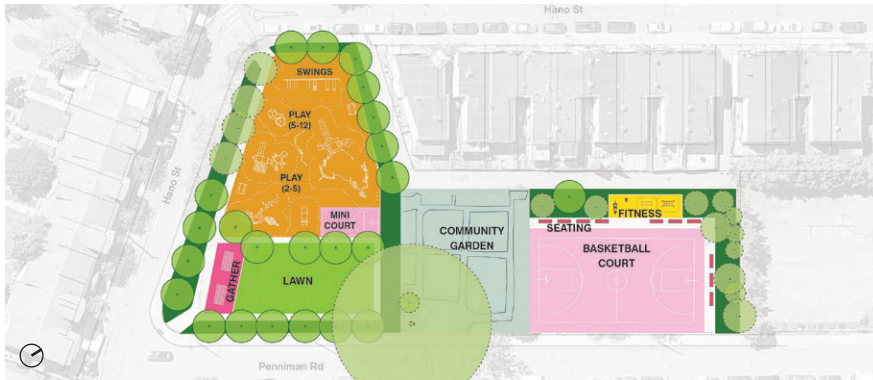 Hano St
SWINGS
PLAY
(5-12)
Hano St
PLAY
(2-5)
MINI
COURT
FITNESS
SEATING
COMMUNITY
GARDEN
BASKETBALL
COURT
GATHER
LAWN
Penniman Rd